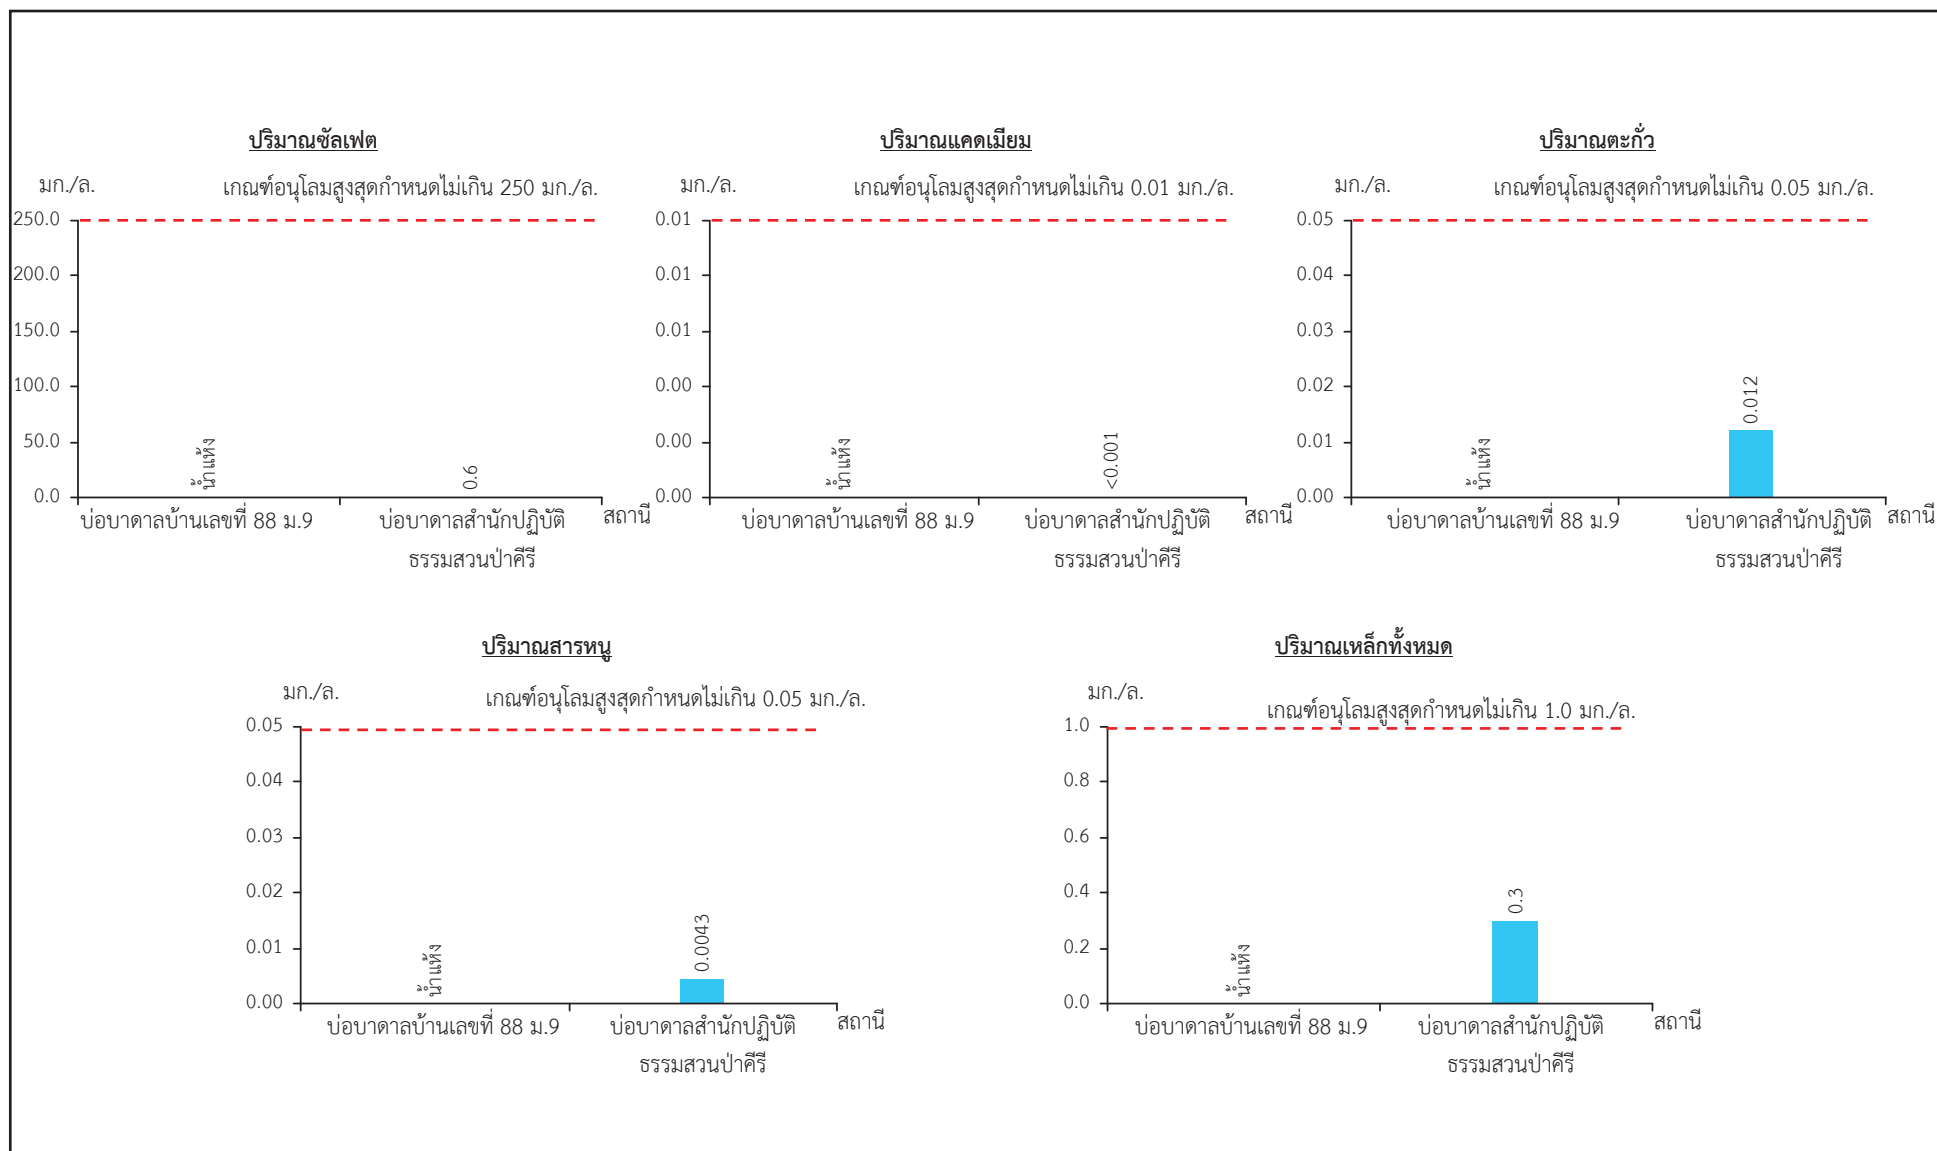 ปริมาณซัลเฟต
มก./ล.
เกณฑ์อนุโลมสูงสุดกำหนดไม่เกิน 250 มก./ล.
250.0
200.0
150.0
100.0
50.0
0.0
น้ำแห้ง
0.6
บ่อบาดาลบ้านเลขที่ 88 ม.9
บ่อบาดาลสำนักปฏิบัติ
ธรรมสวนป่าคีรี
สถานี
ปริมาณแคดเมียม
มก./ล.
เกณฑ์อนุโลมสูงสุดกำหนดไม่เกิน 0.01 มก./ล.
0.01
0.01
0.01
0.00
0.00
0.00
น้ำแห้ง
<0.001
บ่อบาดาลบ้านเลขที่ 88 ม.9
บ่อบาดาลสำนักปฏิบัติ
ธรรมสวนป่าคีรี
สถานี
ปริมาณตะกั่ว
มก./ล.
เกณฑ์อนุโลมสูงสุดกำหนดไม่เกิน 0.05 มก./ล.
0.05
0.04
0.03
0.02
0.01
0.00
น้ำแห้ง
0.012
บ่อบาดาลบ้านเลขที่ 88 ม.9
บ่อบาดาลสำนักปฏิบัติ
ธรรมสวนป่าคีรี
สถานี
ปริมาณสารหนู
มก./ล.
เกณฑ์อนุโลมสูงสุดกำหนดไม่เกิน 0.05 มก./ล.
0.05
0.04
0.03
0.02
0.01
0.00
น้ำแห้ง
0.0043
บ่อบาดาลบ้านเลขที่ 88 ม.9
บ่อบาดาลสำนักปฏิบัติ
ธรรมสวนป่าคีรี
สถานี
ปริมาณเหล็กทั้งหมด
มก./ล.
เกณฑ์อนุโลมสูงสุดกำหนดไม่เกิน 1.0 มก./ล.
1.0
0.8
0.6
0.4
0.2
0.0
น้ำแห้ง
0.3
บ่อบาดาลบ้านเลขที่ 88 ม.9
บ่อบาดาลสำนักปฏิบัติ
ธรรมสวนป่าคีรี
สถานี